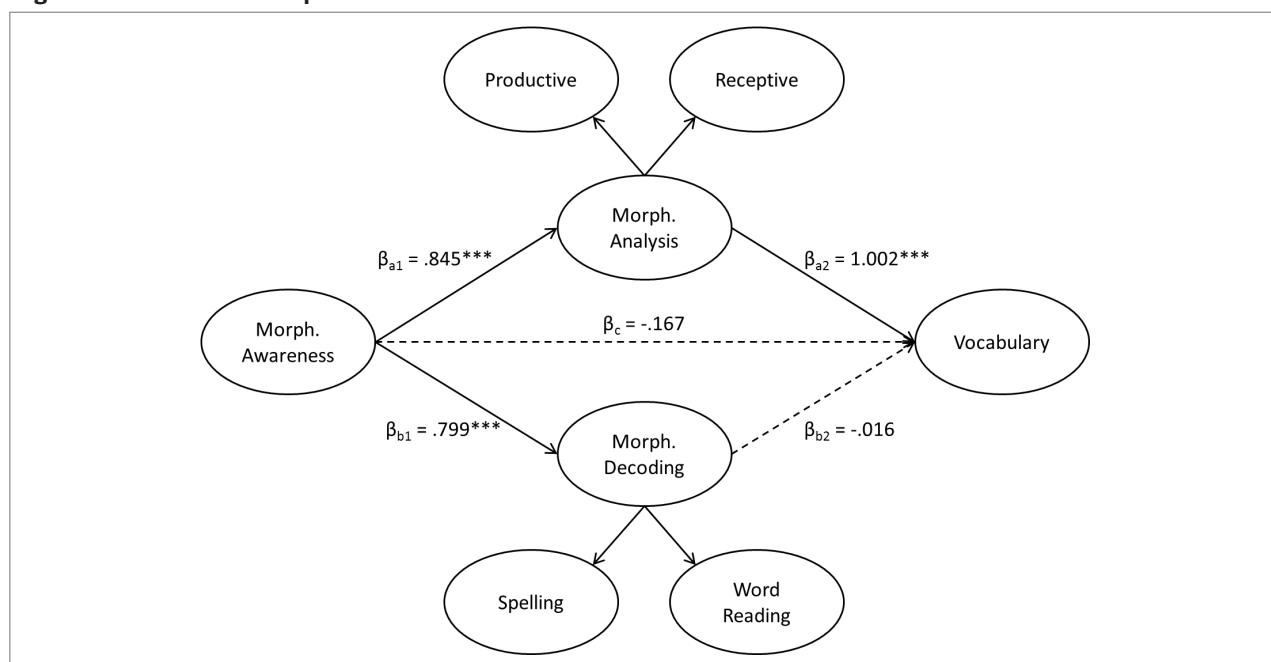 Productive
Receptive
Morph.
Analysis
βa1 = .845***
βa2 = 1.002***
Morph.
Awareness
βc = -.167
Vocabulary
βb1 = .799***
βb2 = -.016
Morph.
Decoding
Spelling
Word
Reading